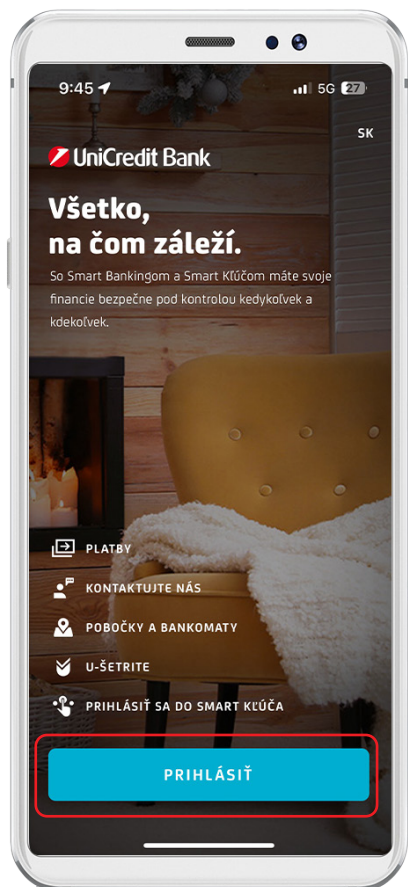 9:45
5G 27
SK
UniCredit Bank
Všetko,
na čom záleží.
So Smart Bankingom a Smart Kľúčom máte svoje
financie bezpečne pod kontrolou kedykoľvek a
kdekoľvek.
PLATBY
KONTAKTUJTE NÁS
POBOČKY A BANKOMATY
U-ŠETRITE
PRIHLÁSIŤ SA DO SMART KĽÚČA
PRIHLÁSIŤ